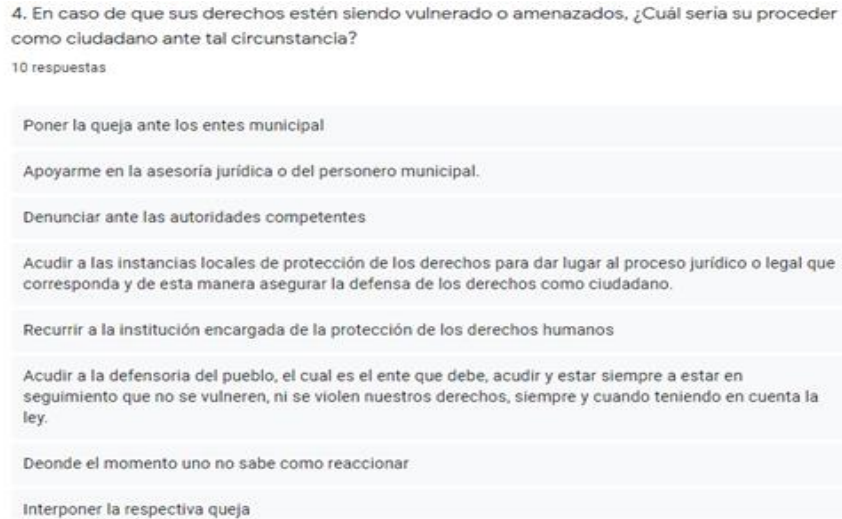 4. En caso de que sus derechos estén siendo vulnerado o amenazados, ¿Cuál sería su proceder
como ciudadano ante tal circunstancia?
10 respuestas
Poner la queja ante los entes municipal
Apoyarme en la asesoría jurídica o del personero municipal.
Denunciar ante las autoridades competentes
Acudir a las instancias locales de protección de los derechos para dar lugar al proceso jurídico o legal que
corresponda y de esta manera asegurar la defensa de los derechos como ciudadano.
Recurrir a la institución encargada de la protección de los derechos humanos
Acudir a la defensoria del pueblo, el cual es el ente que debe, acudir y estar siempre a estar en
seguimiento que no se vulneren, ni se violen nuestros derechos, siempre y cuando teniendo en cuenta la
ley.
Deonde el momento uno no sabe como reaccionar
Interponer la respectiva queja